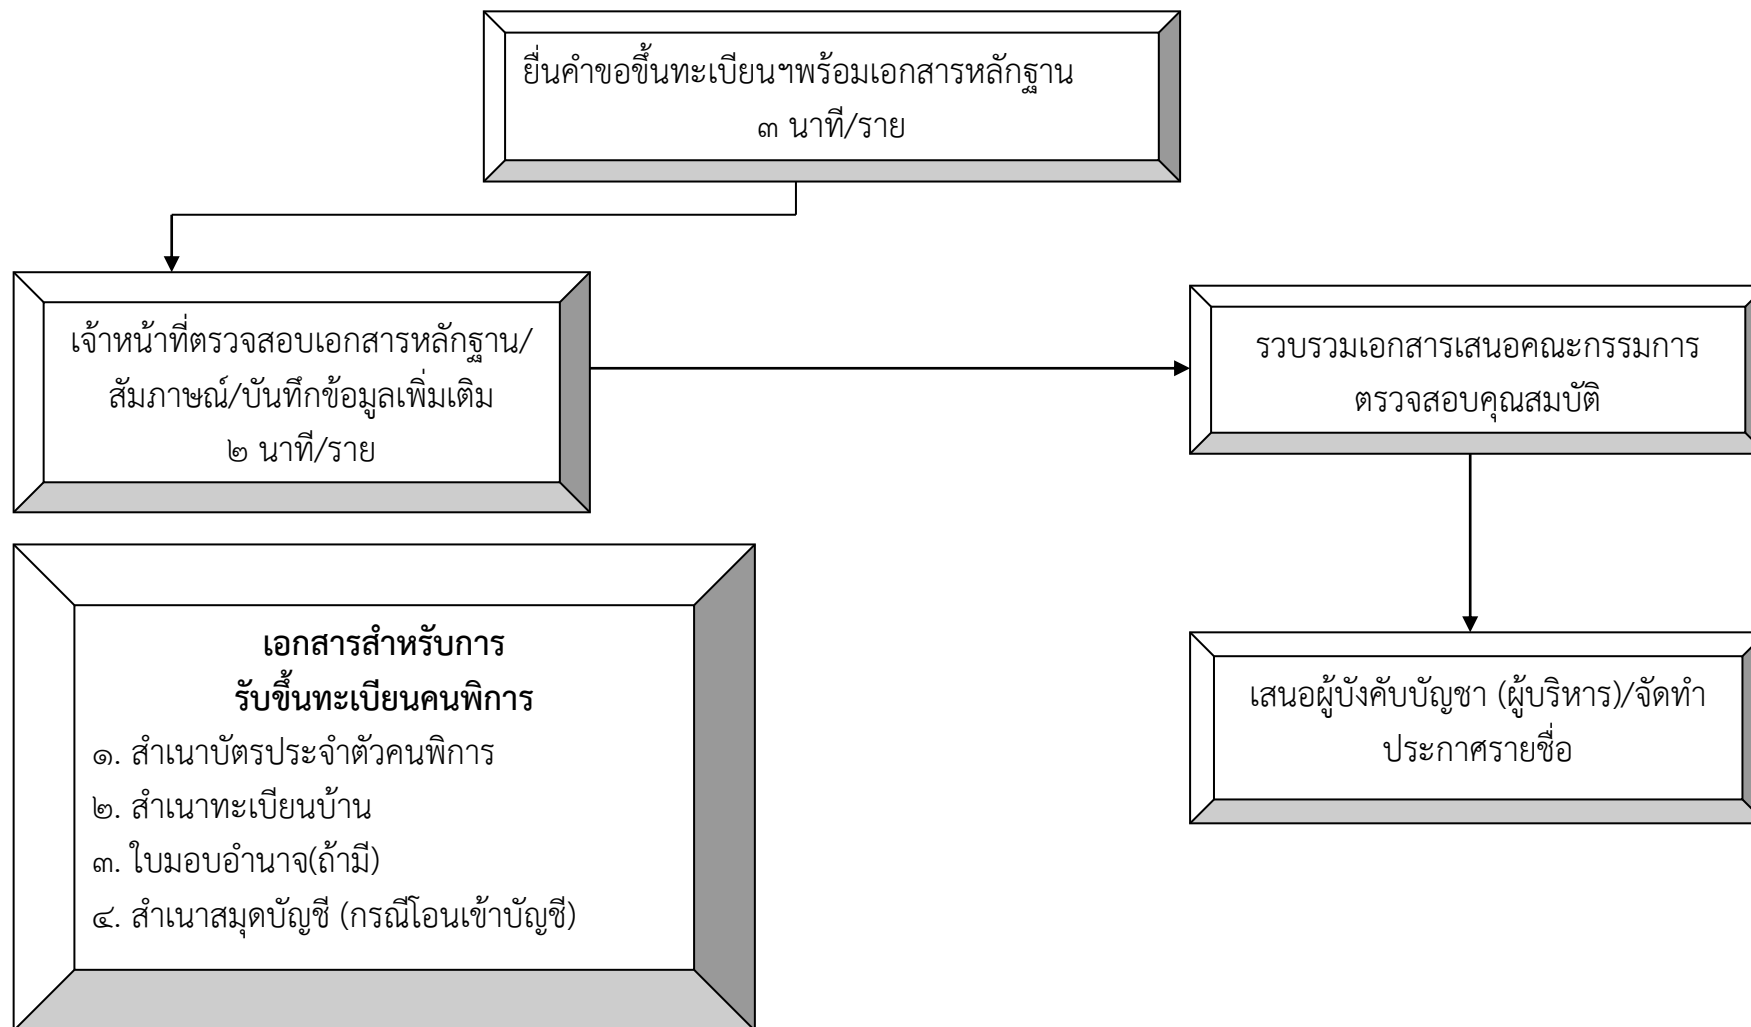 ยื่นคำขอขึ้นทะเบียนฯพร้อมเอกสารหลักฐาน
๓ นาที/ราย
เจ้าหน้าที่ตรวจสอบเอกสารหลักฐาน/
สัมภาษณ์/บันทึกข้อมูลเพิ่มเติม
๒ นาที/ราย
รวบรวมเอกสารเสนอคณะกรรมการ
ตรวจสอบคุณสมบัติ
เสนอผู้บังคับบัญชา (ผู้บริหาร)/จัดทำ
ประกาศรายชื่อ
เอกสารสำหรับการ
รับขึ้นทะเบียนคนพิการ
๑. สำเนาบัตรประจำตัวคนพิการ
๒. สำเนาทะเบียนบ้าน
๓. ใบมอบอำนาจ(ถ้ามี)
๔. สำเนาสมุดบัญชี (กรณีโอนเข้าบัญชี)